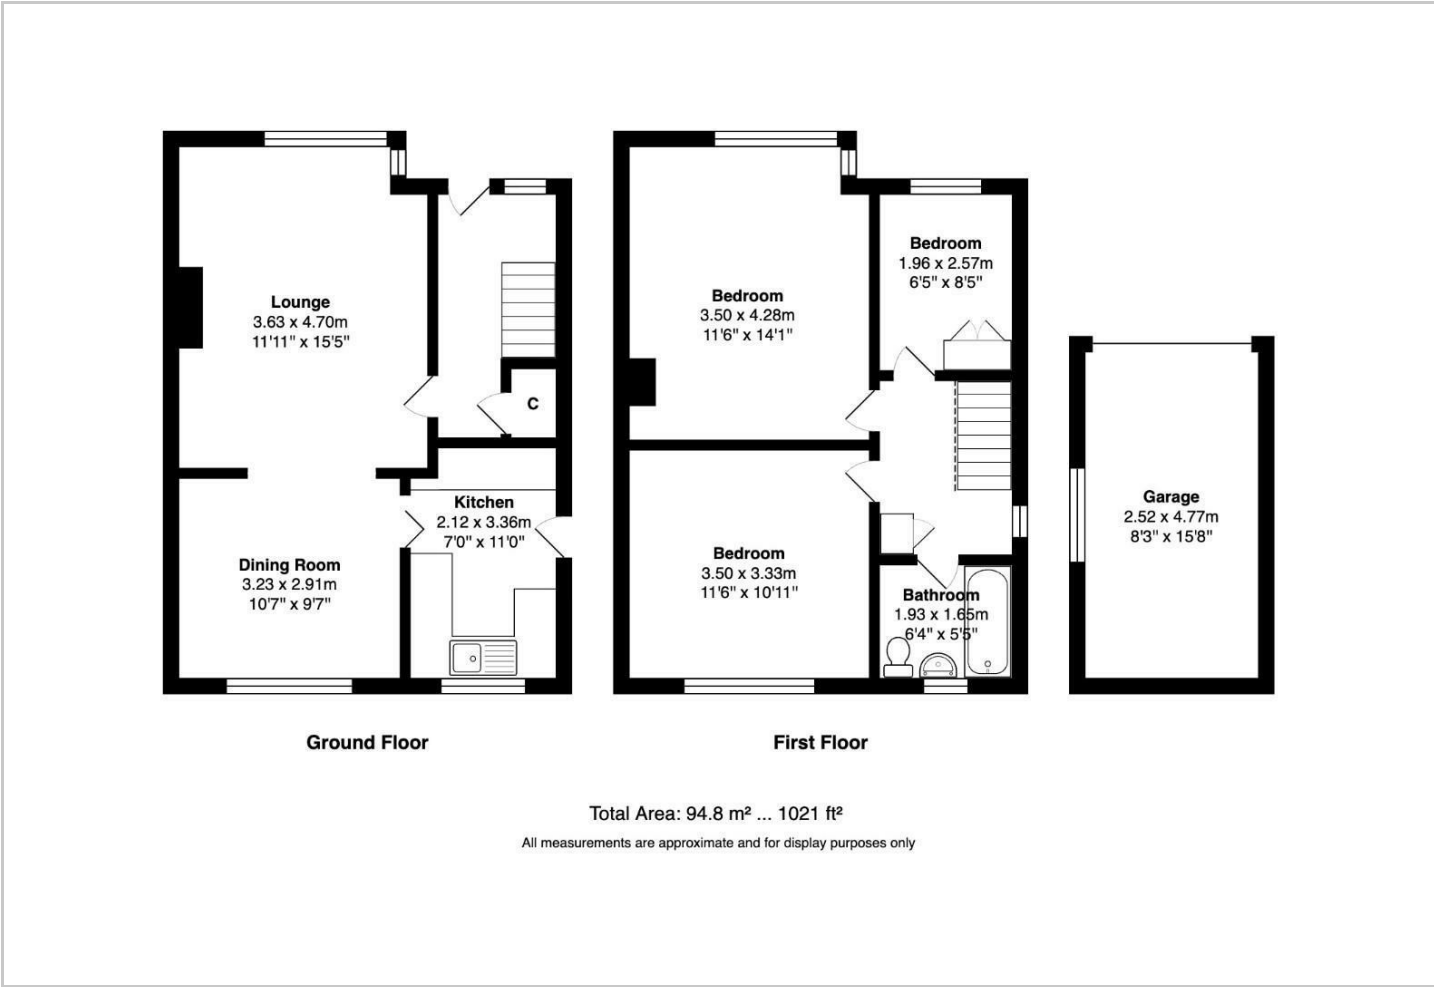 Lounge
3.63 x 4.70m
11'11" x 15'5"
C
Kitchen
2.12 x 3.36m
7'0" x 11'0"
Dining Room
3.23 x 2.91m
10'7" x 9'7"
Ground Floor
Bedroom
3.50 x 4.28m
11'6" x 14'1"
Bedroom
1.96 x 2.57m
6'5" x 8'5"
Bedroom
3.50 x 3.33m
11'6" x 10'11"
Bathroom
1.93 x 1.65m
6'4" x 5'5"
First Floor
Garage
2.52 x 4.77m
8'3" x 15'8"
Total Area: 94.8 m² ... 1021 ft²
All measurements are approximate and for display purposes only